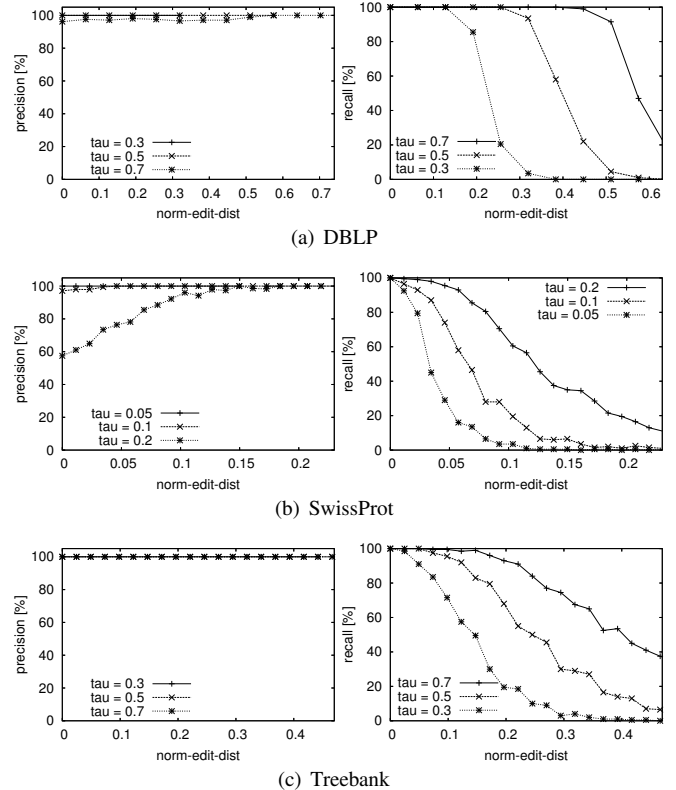 100
80
60
40
20
0
precision [%]
tau = 0.3
tau = 0.5
tau = 0.7
0 0.1 0.2 0.3 0.4 0.5 0.6 0.7
norm-edit-dist
100
80
60
40
20
0
recall [%]
tau = 0.7
tau = 0.5
tau = 0.3
0 0.1 0.2 0.3 0.4 0.5 0.6
norm-edit-dist
(a) DBLP
100
80
60
40
20
0
precision [%]
tau = 0.05
tau = 0.1
tau = 0.2
0 0.05 0.1 0.15 0.2
norm-edit-dist
100
80
60
40
20
0
recall [%]
tau = 0.2
tau = 0.1
tau = 0.05
0 0.05 0.1 0.15 0.2
norm-edit-dist
(b) SwissProt
100
80
60
40
20
0
precision [%]
tau = 0.3
tau = 0.5
tau = 0.7
0 0.1 0.2 0.3 0.4
norm-edit-dist
100
80
60
40
20
0
recall [%]
tau = 0.7
tau = 0.5
tau = 0.3
0 0.1 0.2 0.3 0.4
norm-edit-dist
(c) Treebank